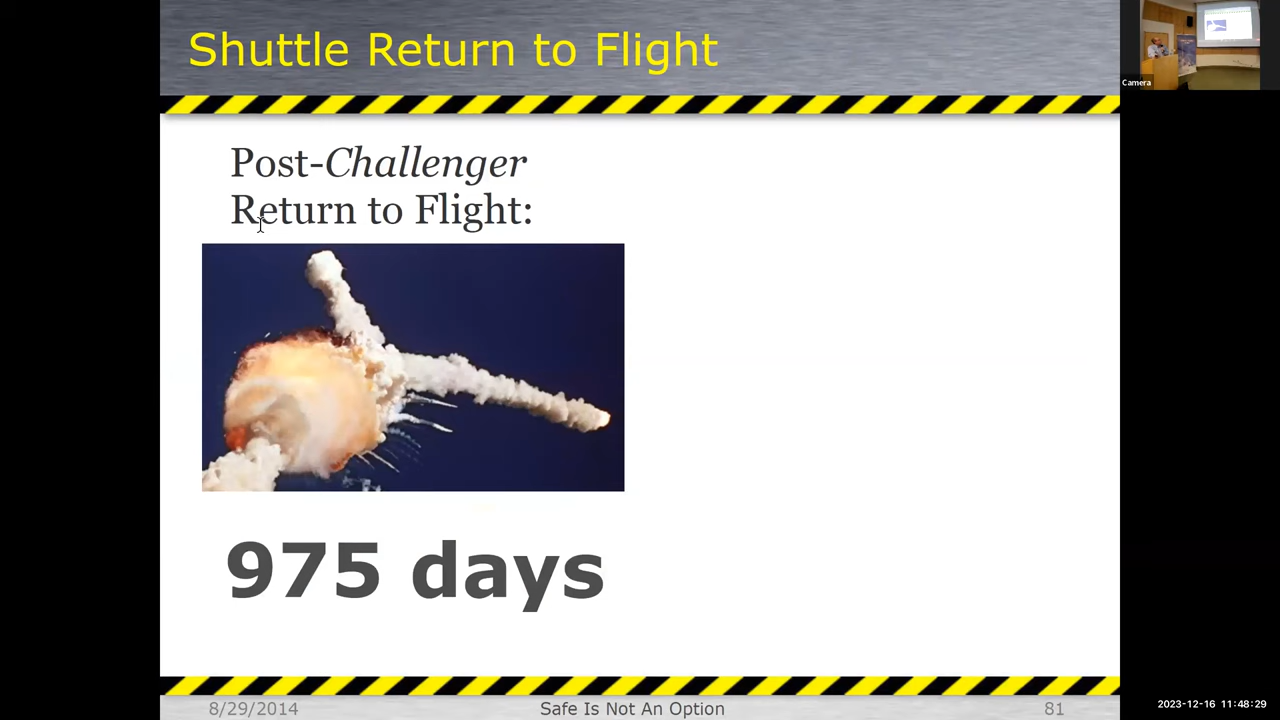 Shuttle Return to Flight
Camera
Post-Challenger
Return to Flight:
975 days
8/29/2014
Safe Is Not An Option
81
2023-12-16 11:48:29